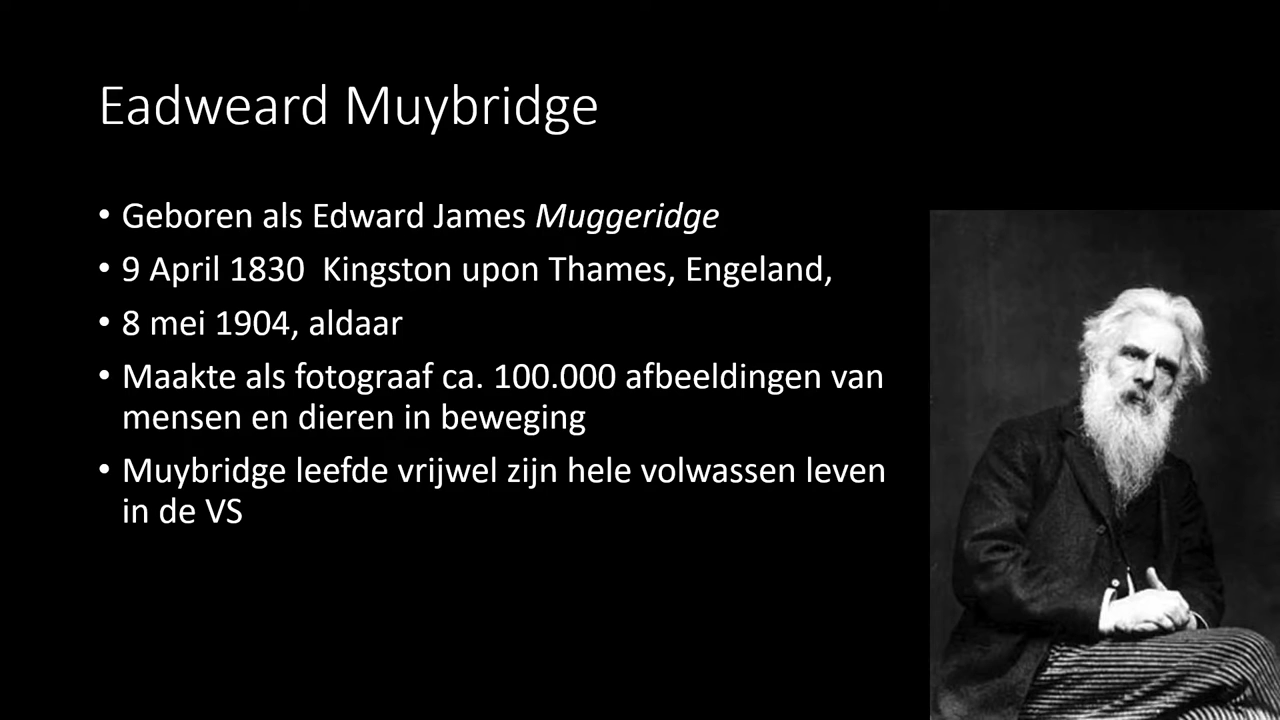 Eadweard Muybridge
• Geboren als Edward James Muggeridge
• 9 April 1830  Kingston upon Thames, Engeland,
• 8 mei 1904, aldaar
• Maakte als fotograaf ca. 100.000 afbeeldingen van
mensen en dieren in beweging
• Muybridge leefde vrijwel zijn hele volwassen leven
in de VS